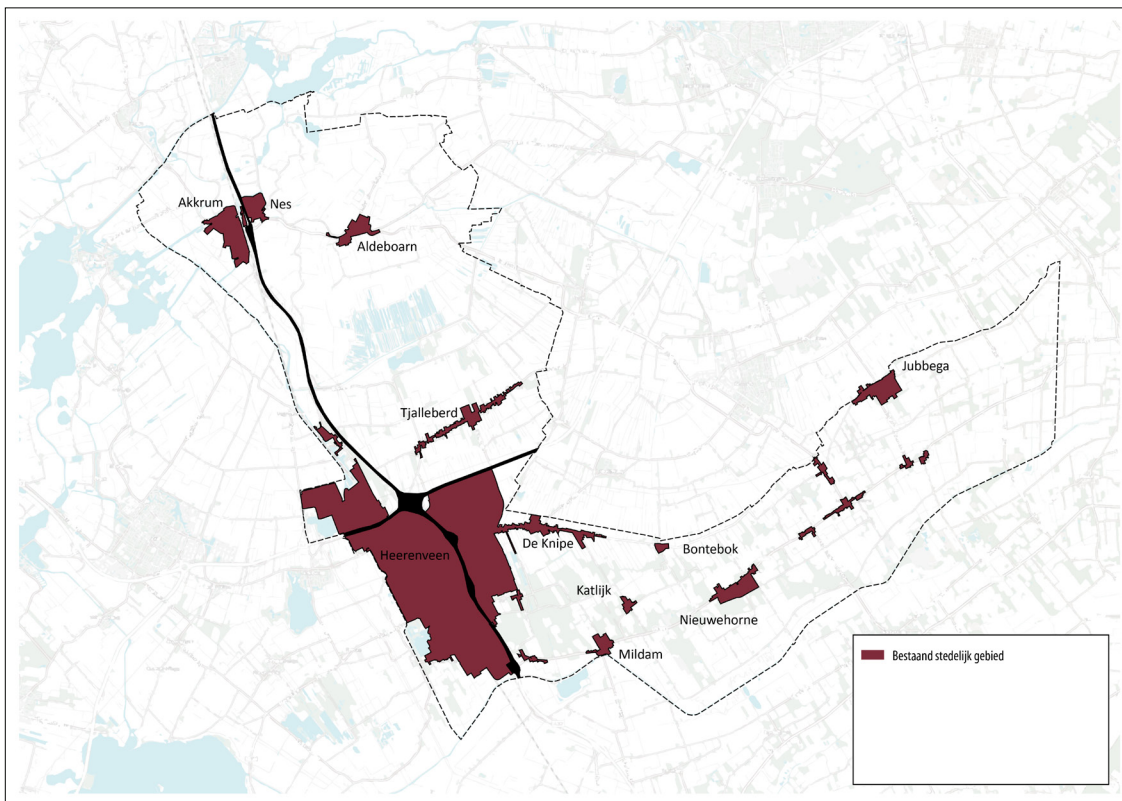 Akkrum
Nes
Aldeboarn
Jubbega
Tjalleberd
De Knipe
Bontebok
Heerenveen
Katlijk
Nieuwehorne
Mildam
Bestaand stedelijk gebied